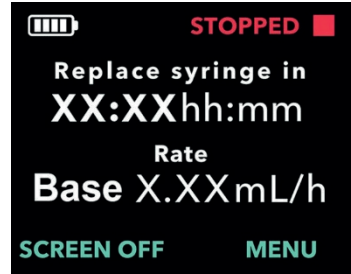 STOPPED
Replace syringe in
XX:XXhh:mm
Rate
Base X.XXmL/h
SCREEN OFF MENU